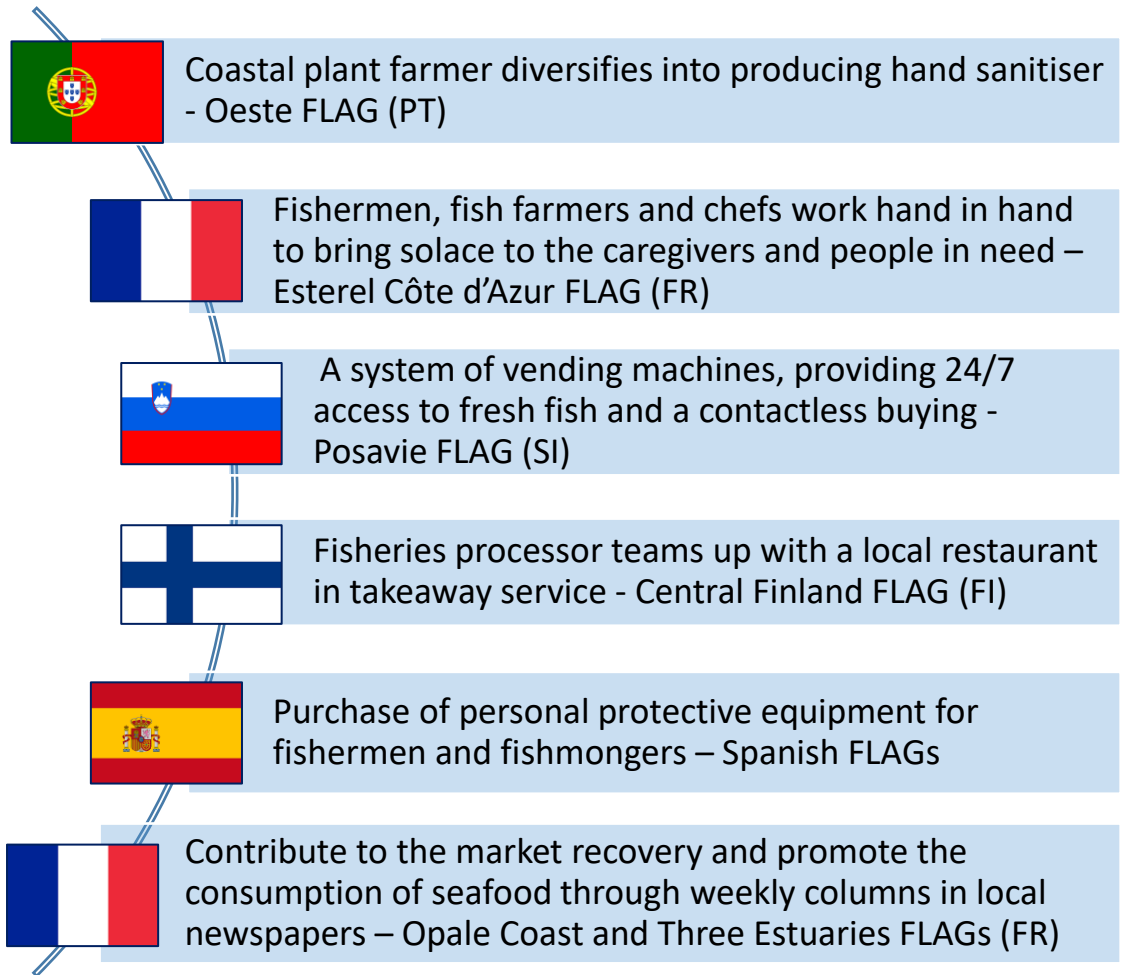 Coastal plant farmer diversifies into producing hand sanitiser
- Oeste FLAG (PT)
Fishermen, fish farmers and chefs work hand in hand
to bring solace to the caregivers and people in need –
Esterel Côte d’Azur FLAG (FR)
A system of vending machines, providing 24/7
access to fresh fish and a contactless buying -
Posavie FLAG (SI)
Fisheries processor teams up with a local restaurant
in takeaway service - Central Finland FLAG (FI)
Purchase of personal protective equipment for
fishermen and fishmongers – Spanish FLAGs
Contribute to the market recovery and promote the
consumption of seafood through weekly columns in local
newspapers – Opale Coast and Three Estuaries FLAGs (FR)